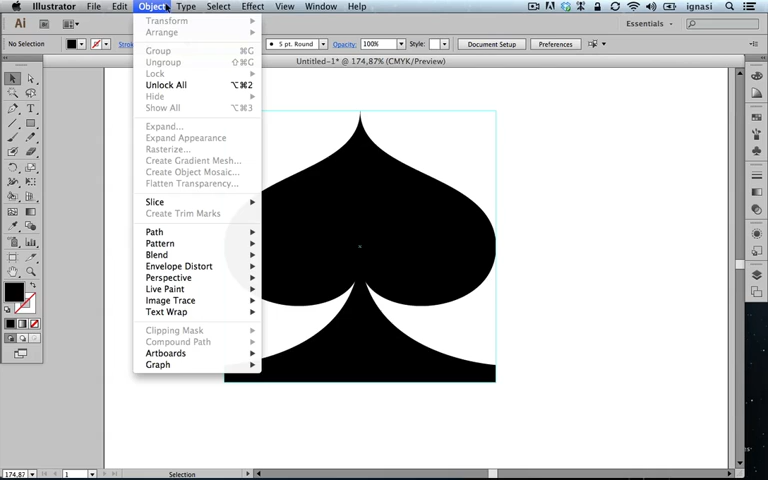 Illustrator File Edit Object Type Select Effect View Window Help ignasi
Ai Essentials
No Selection 5 pt. Round Opacity: 100% Style: Document Setup Preferences
Untitled-1* @ 174,87% (CMYK/Preview)
Transform
Arrange
Group ⌘G
Ungroup ⇧⌘G
Lock
Unlock All ⌥⌘2
Hide
Show All ⌥⌘3
Expand...
Expand Appearance
Rasterize...
Create Gradient Mesh...
Create Object Mosaic...
Flatten Transparency...
Slice
Create Trim Marks
Path
Pattern
Blend
Envelope Distort
Perspective
Live Paint
Image Trace
Text Wrap
Clipping Mask
Compound Path
Artboards
Graph
174,87 1 Selection